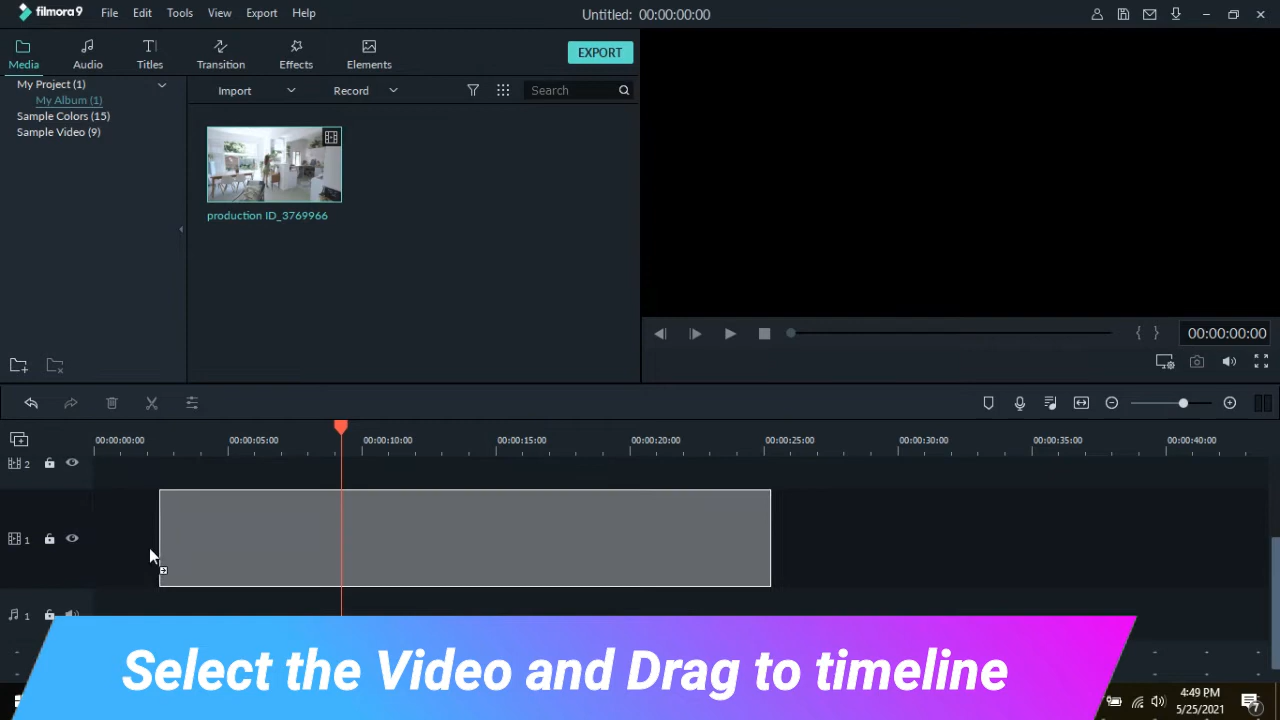 filmora9 File Edit Tools View Export Help Untitled: 00:00:00:00
Media Audio Titles Transition Effects Elements EXPORT
My Project (1)
My Album (1)
Sample Colors (15)
Sample Video (9)
Import Record Search
production ID_3769966
00:00:00:00
00:00:00:00 00:00:05:00 00:00:10:00 00:00:15:00 00:00:20:00 00:00:25:00 00:00:30:00 00:00:35:00 00:00:40:00
2
1
1
Select the Video and Drag to timeline
4:49 PM
5/25/2021
7